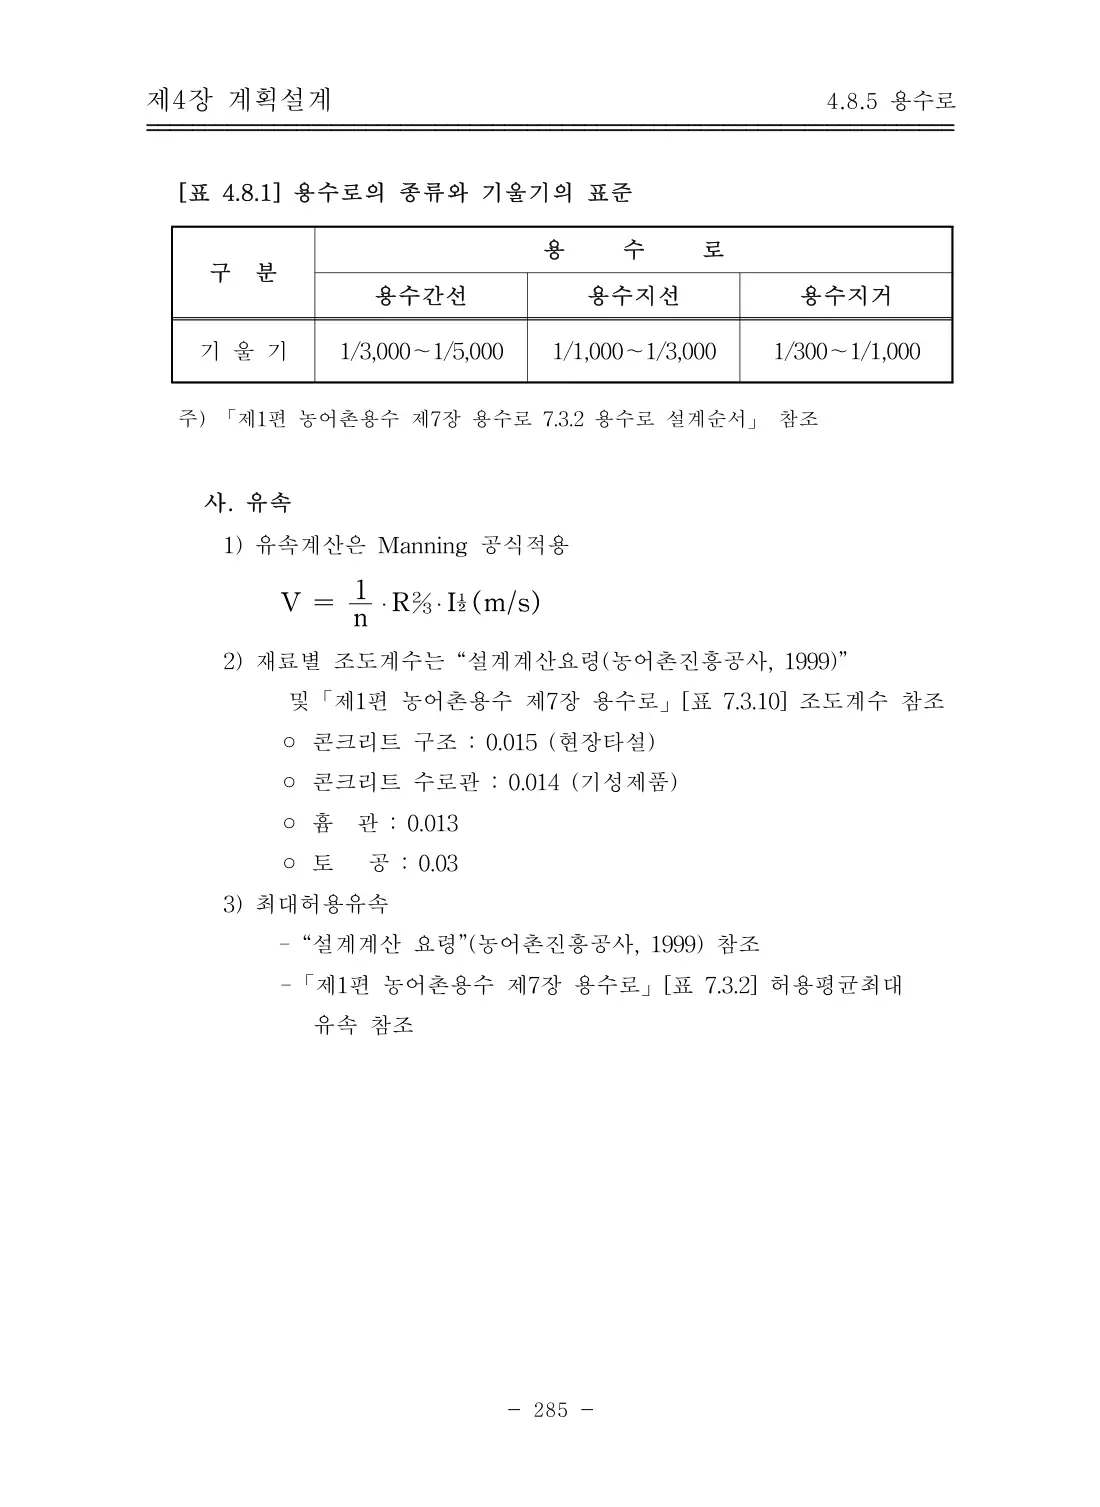 제4장 계획설계
4.8.5 용수로
[표 4.8.1] 용수로의 종류와 기울기의 표준
구 분
용 수 로
용수간선 용수지선 용수지거
기 울 기 1/3,000～1/5,000 1/1,000～1/3,000 1/300～1/1,000
주) 「제1편 농어촌용수 제7장 용수로 7.3.2 용수로 설계순서」 참조
사. 유속
1) 유속계산은 Manning 공식적용
V = 1/n · R⅔ · I½ (m/s)
2) 재료별 조도계수는 “설계계산요령(농어촌진흥공사, 1999)”
및「제1편 농어촌용수 제7장 용수로」[표 7.3.10] 조도계수 참조
○ 콘크리트 구조 : 0.015 (현장타설)
○ 콘크리트 수로관 : 0.014 (기성제품)
○ 흄 관 : 0.013
○ 토 공 : 0.03
3) 최대허용유속
- “설계계산 요령”(농어촌진흥공사, 1999) 참조
-「제1편 농어촌용수 제7장 용수로」[표 7.3.2] 허용평균최대
유속 참조
- 285 -